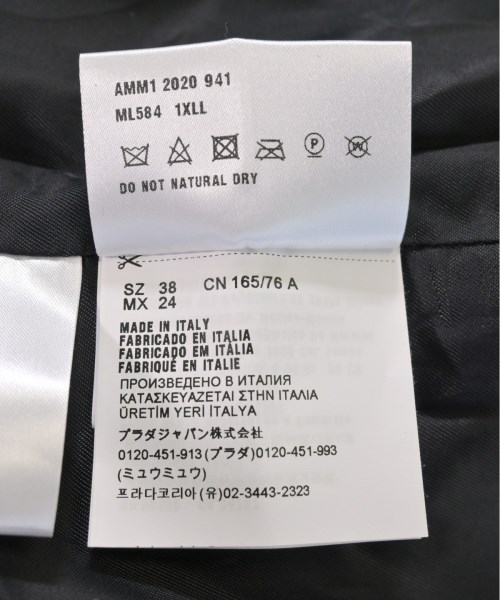 AMM1 2020 941
ML584 1XLL
P W
DO NOT NATURAL DRY
SZ 38 CN 165/76 A
MX 24
MADE IN ITALY
FABRICADO EN ITALIA
FABRICADO EM ITÀLIA
FABRIQUÉ EN ITALIE
ПРОИЗВЕДЕНО В ИТАЛИЯ
ΚΑΤΑΣΚΕΥΑΖΕΤΑΙ ΣΤΗΝ ΙΤΑΛΙΑ
ÜRETİM YERİ İTALYA
プラダジャパン株式会社
0120-451-913 (プラダ) 0120-451-993
(ミュウミュウ)
프라다코리아 (유) 02-3443-2323